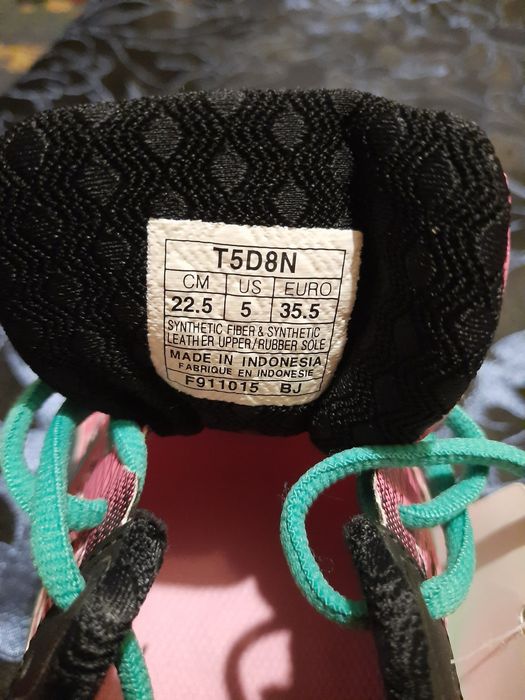 T5D8N
CM US EURO
22.5 5 35.5
SYNTHETIC FIBER & SYNTHETIC
LEATHER UPPER/RUBBER SOLE
MADE IN INDONESIA
FABRIQUE EN INDONESIE
F911015 BJ